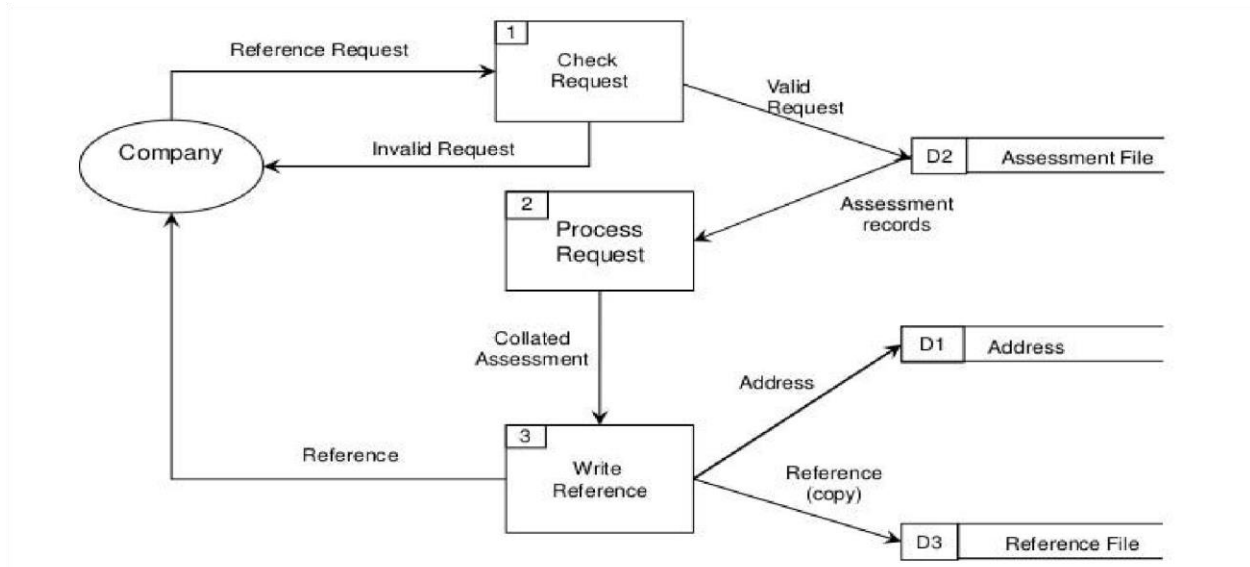 1
Reference Request
Check
Request
Valid
Request
Company
Invalid Request
D2 Assessment File
2
Process
Request
Assessment
records
Collated
Assessment
D1 Address
Address
3
Reference
Write
Reference
Reference
(copy)
D3 Reference File